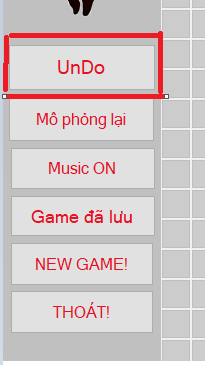 UnDo
Mô phỏng lại
Music ON
Game đã lưu
NEW GAME!
THOÁT!